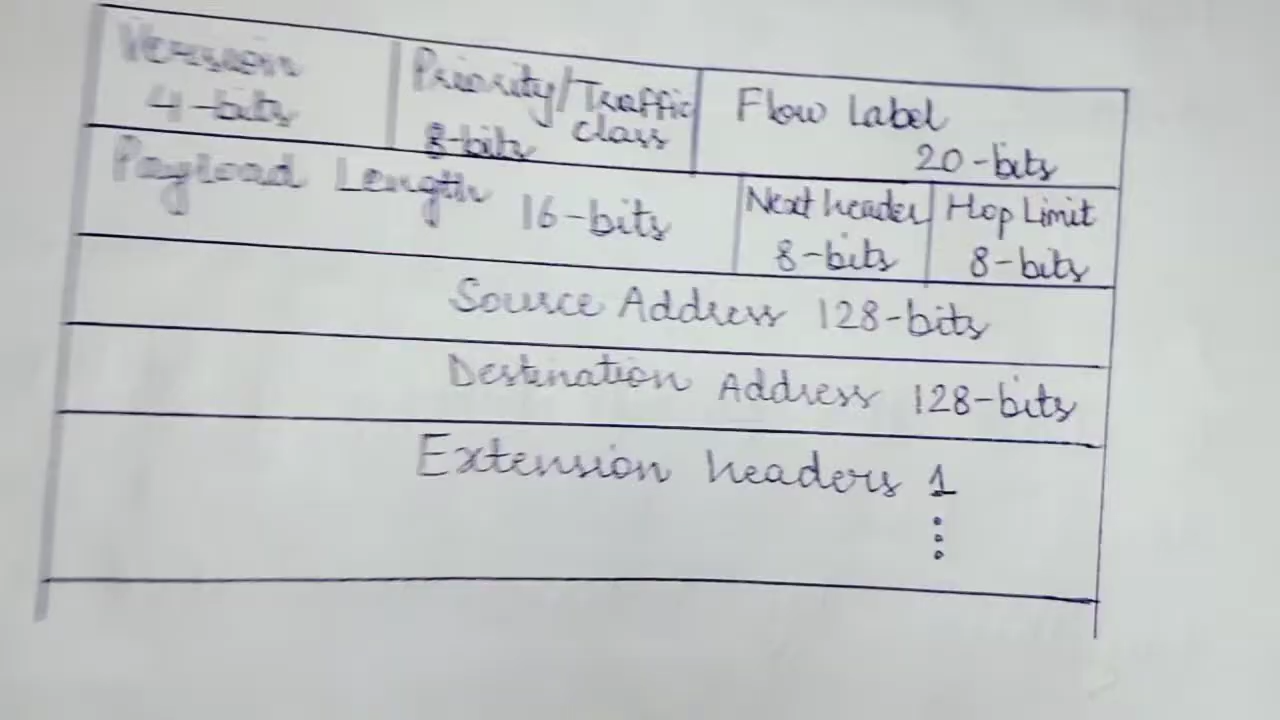 Version
4-bits
Priority/Traffic
class
8-bits
Flow Label
20-bits
Payload Length 16-bits
Next header
8-bits
Hop Limit
8-bits
Source Address 128-bits
Destination Address 128-bits
Extension headers 1